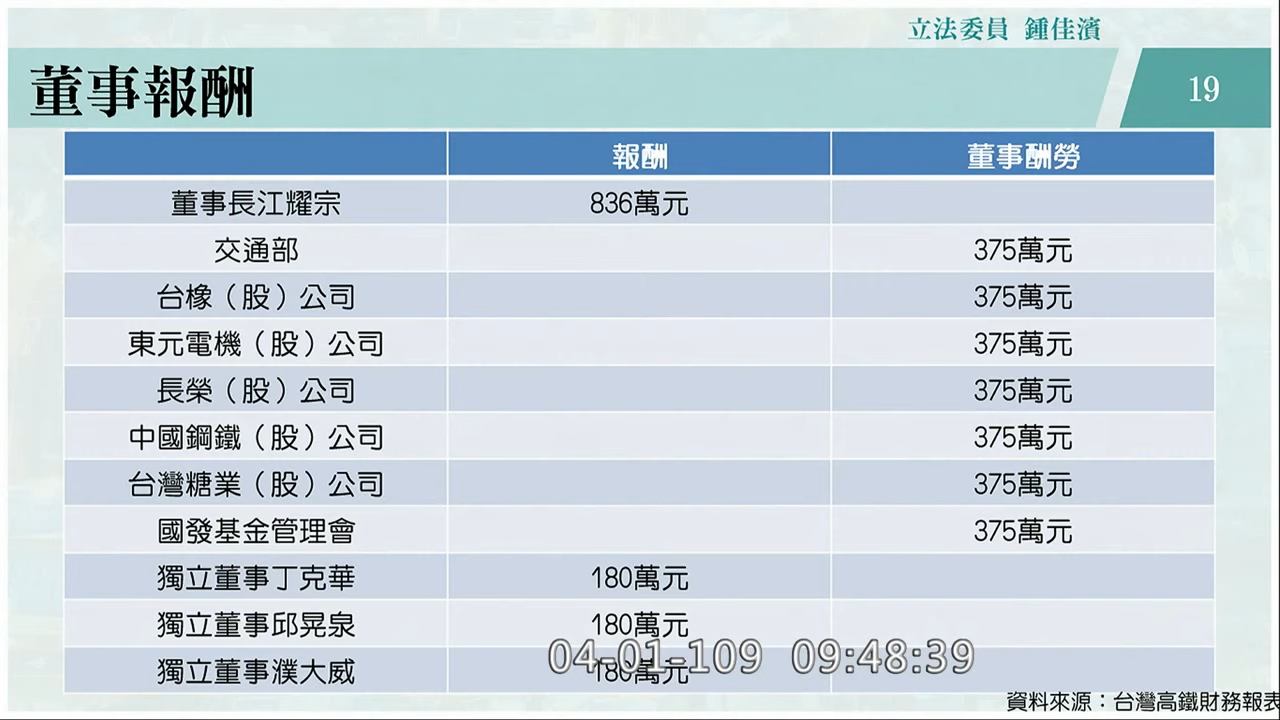 立法委員 鍾佳濱
董事報酬
19
報酬 董事酬勞
董事長江耀宗 836萬元
交通部 375萬元
台橡（股）公司 375萬元
東元電機（股）公司 375萬元
長榮（股）公司 375萬元
中國鋼鐵（股）公司 375萬元
台灣糖業（股）公司 375萬元
國發基金管理會 375萬元
獨立董事丁克華 180萬元
獨立董事邱晃泉 180萬元
獨立董事濮大威 180萬元
04-01-109 09:48:39
資料來源：台灣高鐵財務報表